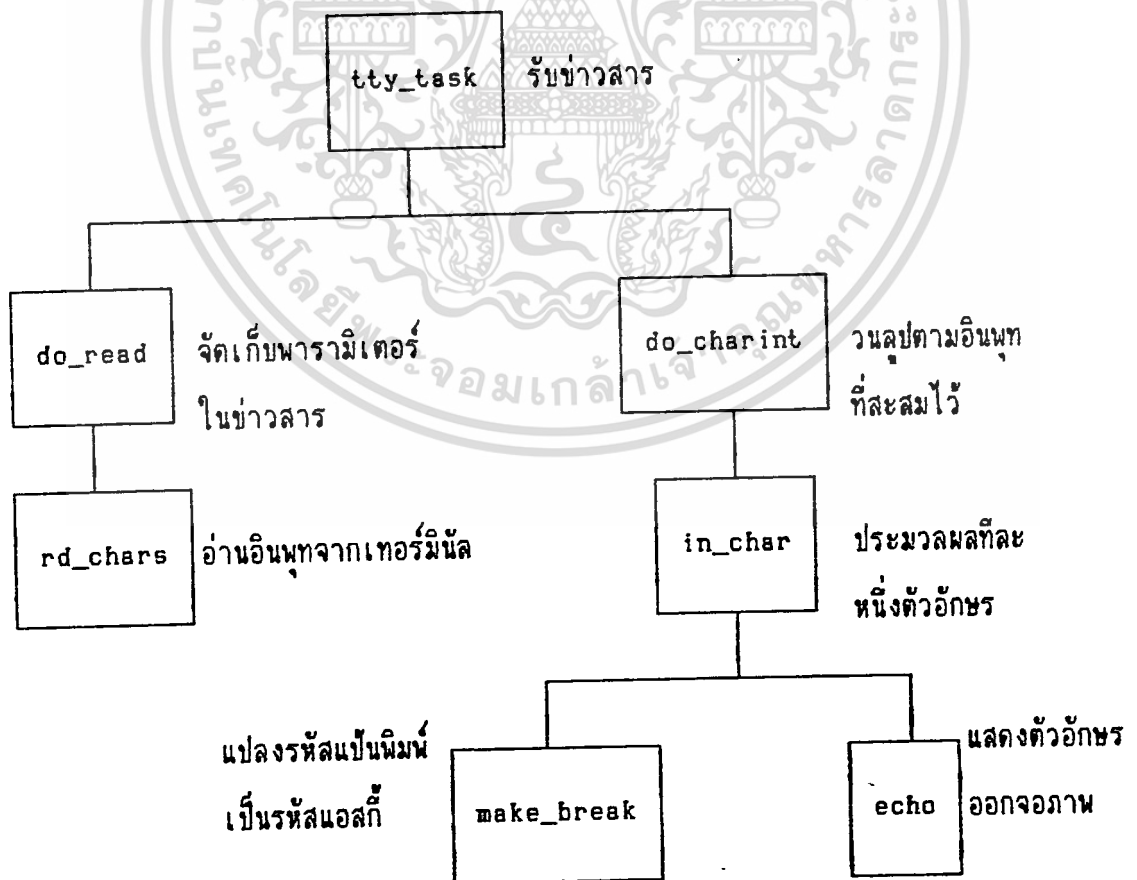 tty_task รับข่าวสาร
do_read จัดเก็บพารามิเตอร์
ในข่าวสาร
do_charint วนลูปตามอินพุท
ที่สะสมไว้
rd_chars อ่านอินพุทจากเทอร์มินัล
in_char ประมวลผลทีละ
หนึ่งตัวอักษร
แปลงรหัสแป้นพิมพ์
เป็นรหัสแอสกี้
make_break
echo
แสดงตัวอักษร
ออกจอภาพ